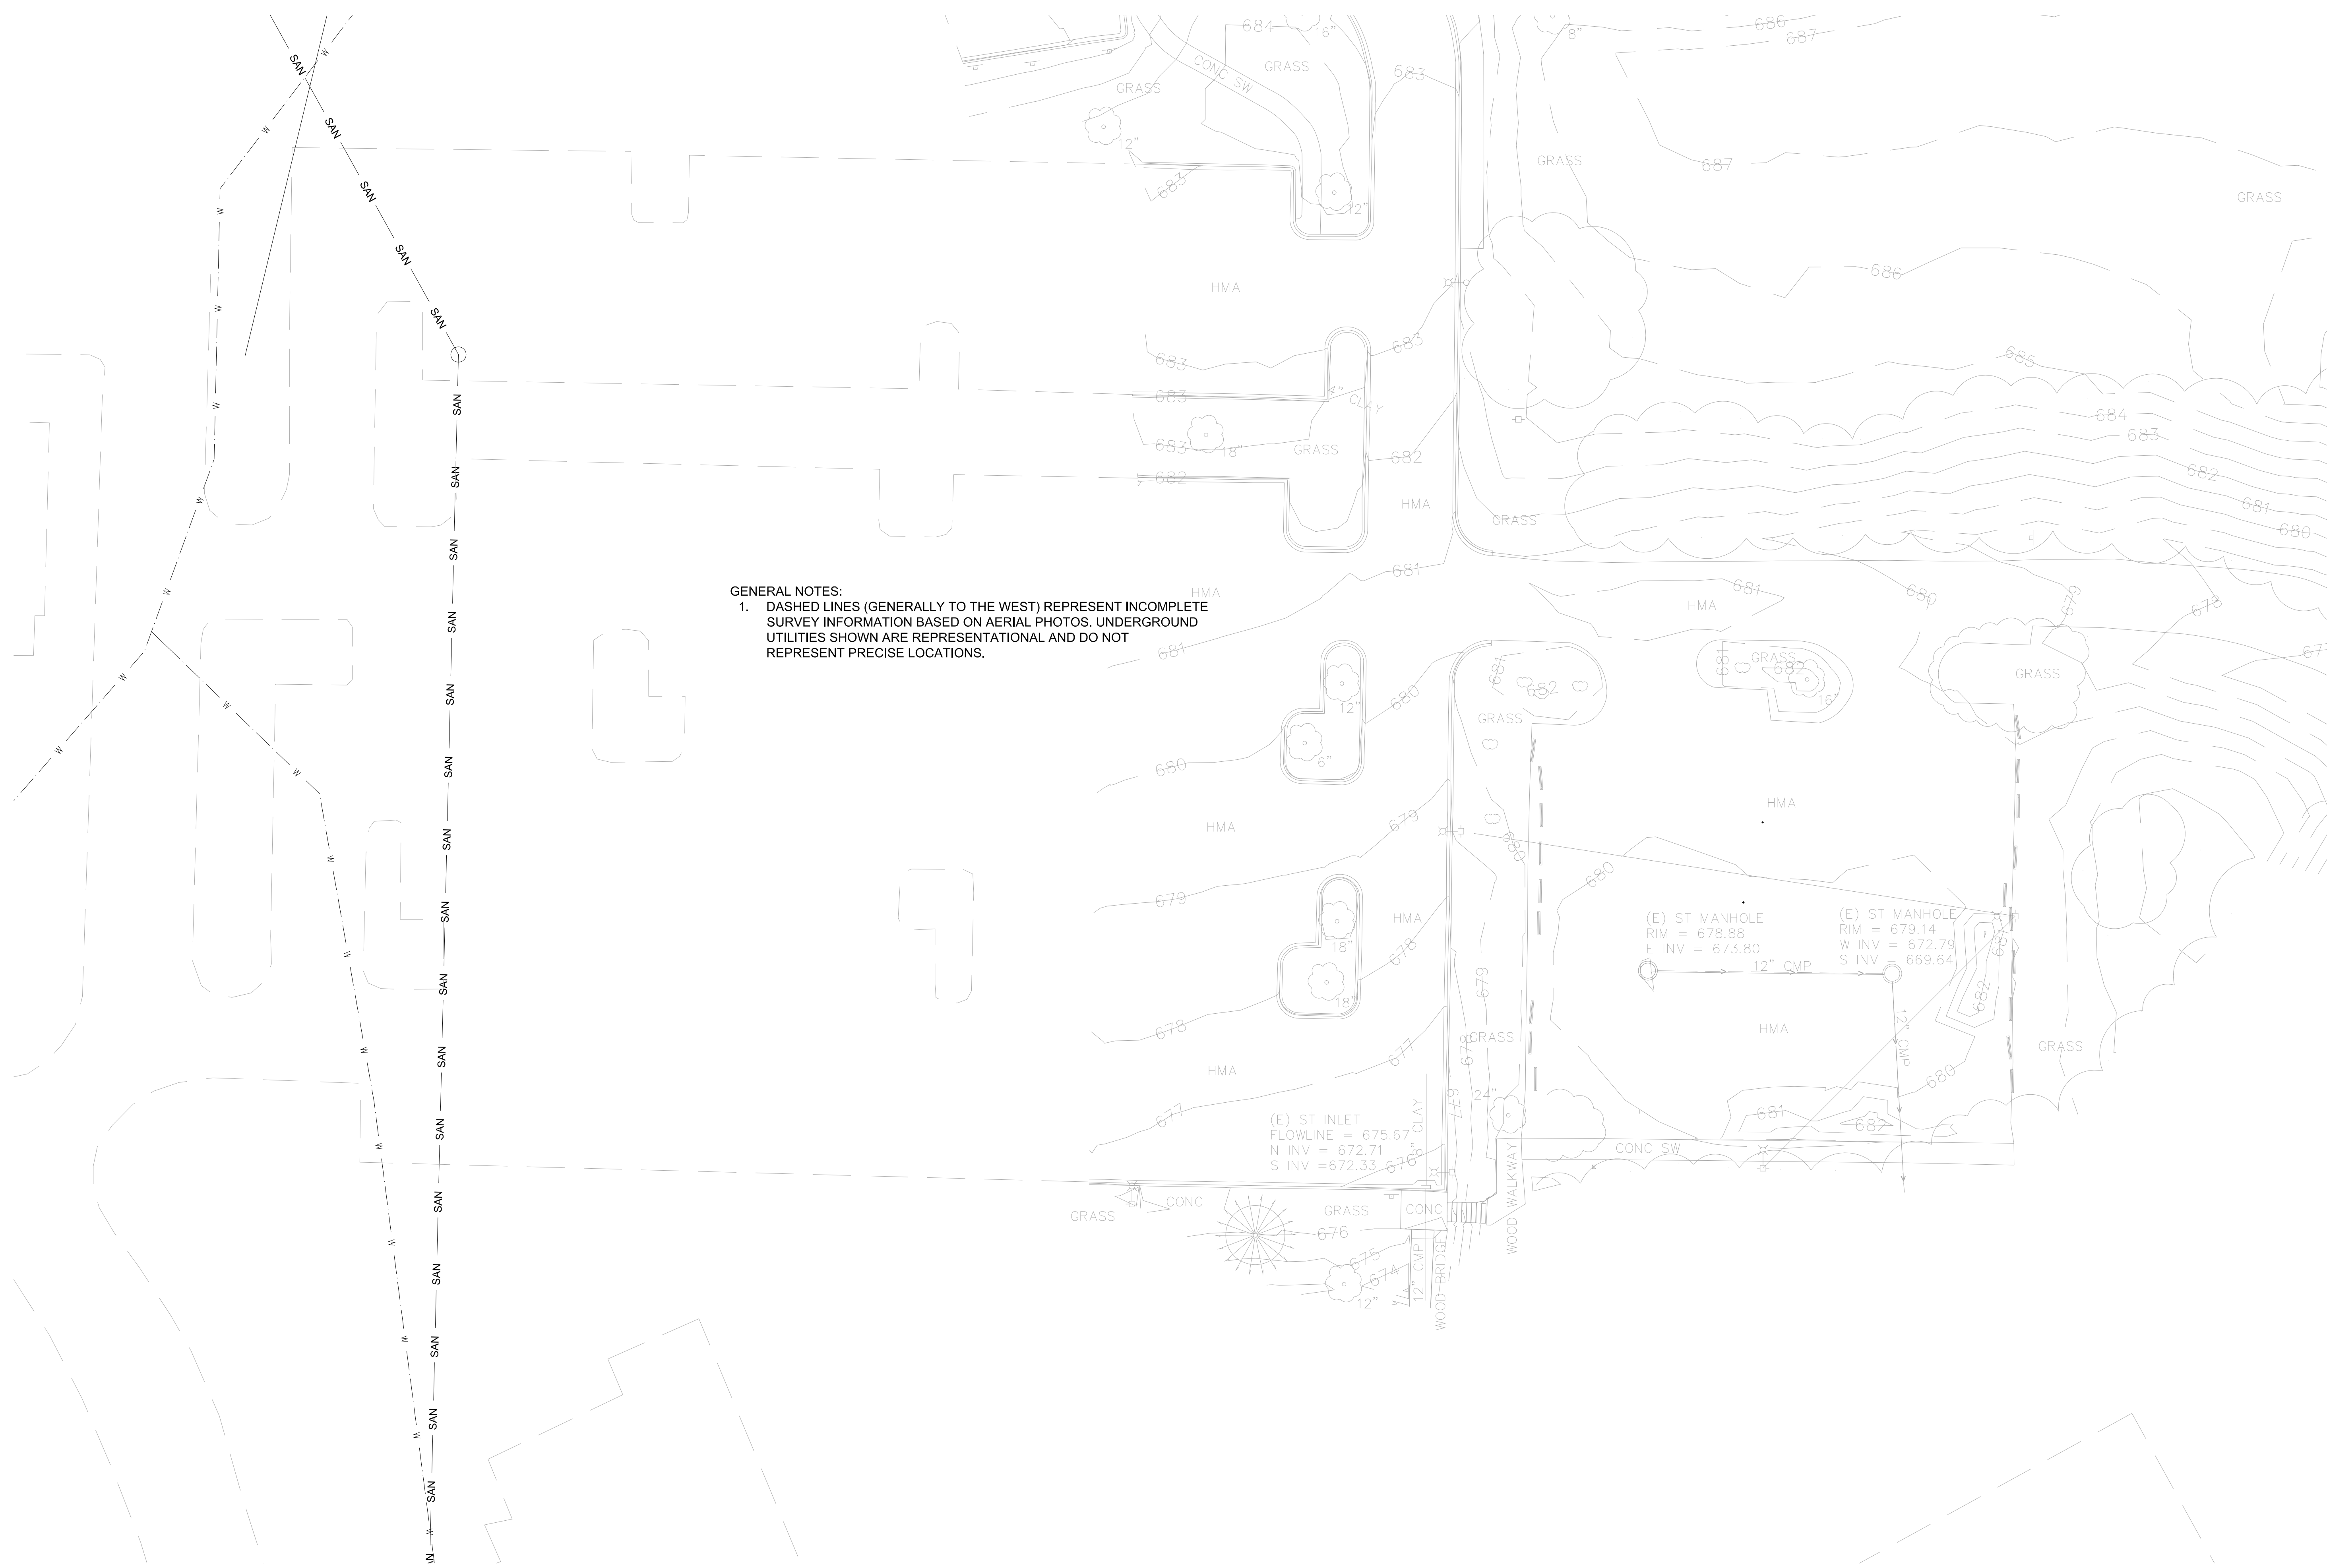 684
16"
8"
686
687
SAN
W
CONC SW
GRASS
683
GRASS
SAN
W
12"
GRASS
687
683
SAN
12"
GRASS
W
SAN
686
HMA
W
SAN
683
683
685
W
SAN
683
4" CLAY
684
683
683
18"
GRASS
682
682
SAN
682
W
HMA
681
GRASS
680
SAN
681
HMA
GENERAL NOTES:
1. DASHED LINES (GENERALLY TO THE WEST) REPRESENT INCOMPLETE
SURVEY INFORMATION BASED ON AERIAL PHOTOS. UNDERGROUND
UTILITIES SHOWN ARE REPRESENTATIONAL AND DO NOT
REPRESENT PRECISE LOCATIONS.
681
680
679
678
HMA
W
SAN
681
681
GRASS
681
682
GRASS
W
682
16"
SAN
12"
680
W
GRASS
W
680
6"
SAN
W
HMA
HMA
679
SAN
W
680
680
679
SAN
18"
HMA
(E) ST MANHOLE
RIM = 678.88
E INV = 673.80
(E) ST MANHOLE
RIM = 679.14
W INV = 672.79
S INV = 669.64
678
680
W
12" CMP
SAN
679
18"
682
12" CMP
678
HMA
GRASS
GRASS
W
SAN
677
678
HMA
680
677
24"
677
681
682
(E) ST INLET
FLOWLINE = 675.67
N INV = 672.71
S INV =672.33
18" CLAY
676
SAN
W
CONC SW
WOOD WALKWAY
SAN
CONC
GRASS
GRASS
CONC
W
676
SAN
675
674
12" CMP
WOOD BRIDGE
12"
W
SAN
W
SAN
SAN
W